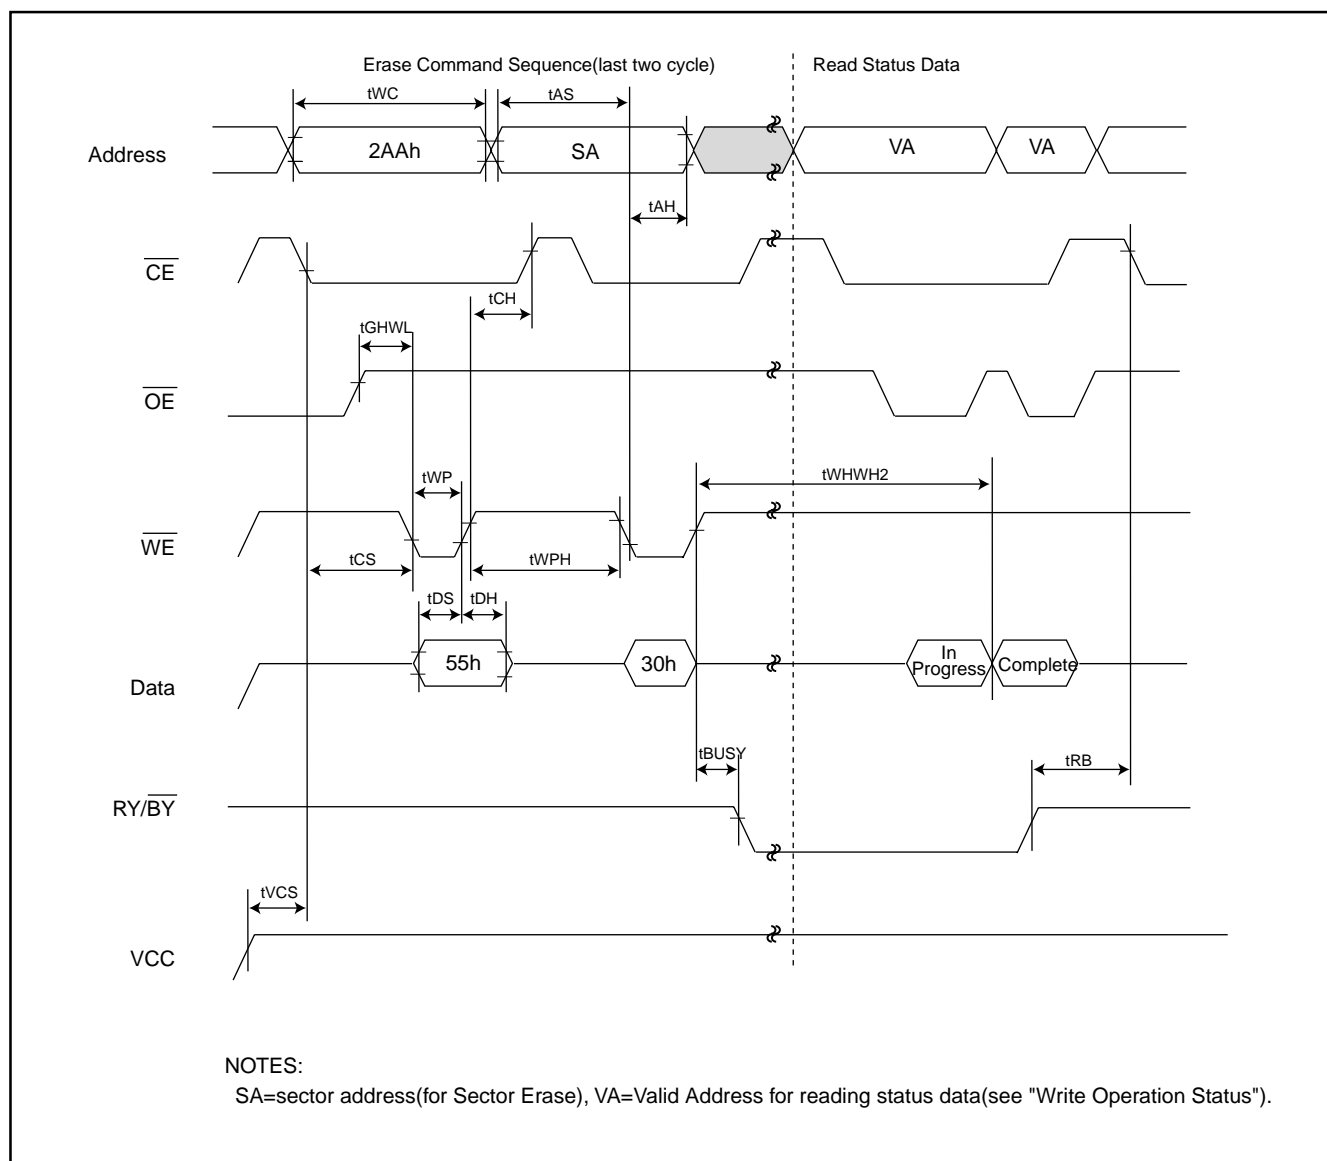 Erase Command Sequence(last two cycle)
Read Status Data
tWC
tAS
Address
2AAh
SA
VA
VA
tAH
CE
tCH
tGHWL
OE
tWP
tWHWH2
WE
tCS
tWPH
tDS
tDH
Data
55h
30h
In
Progress
Complete
tBUSY
tRB
RY/BY
tVCS
VCC
NOTES:
SA=sector address(for Sector Erase), VA=Valid Address for reading status data(see "Write Operation Status").